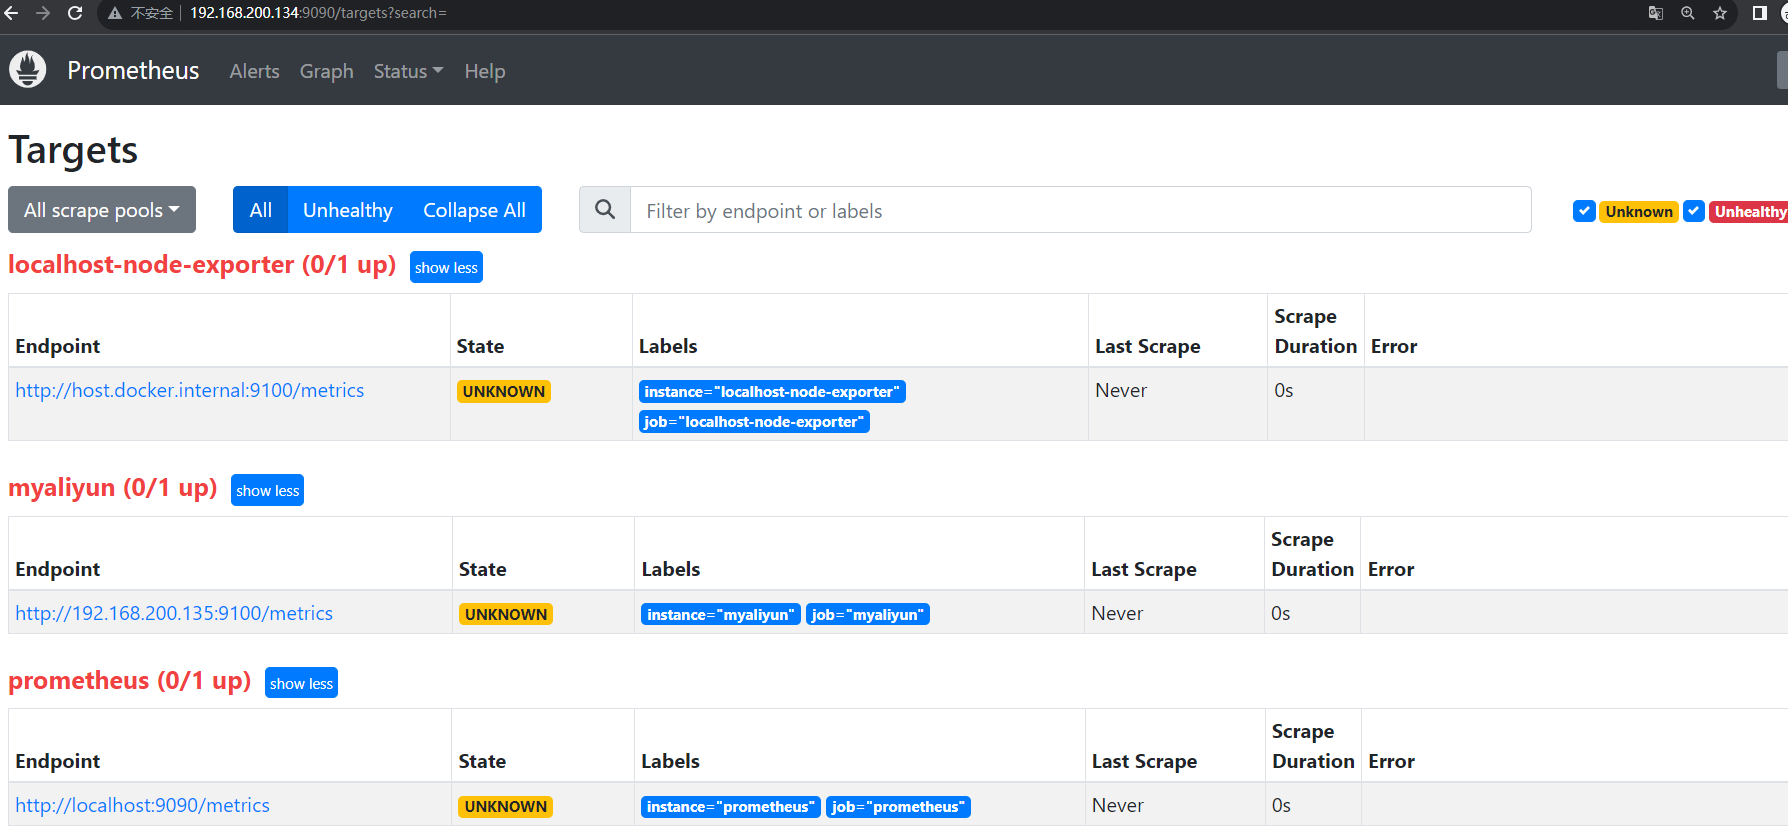 不安全 192.168.200.134:9090/targets?search=
Prometheus Alerts Graph Status Help
Targets
All scrape pools All Unhealthy Collapse All Filter by endpoint or labels Unknown Unhealthy
localhost-node-exporter (0/1 up) show less
Scrape
Endpoint State Labels Last Scrape Duration Error
http://host.docker.internal:9100/metrics UNKNOWN instance="localhost-node-exporter" Never 0s
job="localhost-node-exporter"
myaliyun (0/1 up) show less
Scrape
Endpoint State Labels Last Scrape Duration Error
http://192.168.200.135:9100/metrics UNKNOWN instance="myaliyun" job="myaliyun" Never 0s
prometheus (0/1 up) show less
Scrape
Endpoint State Labels Last Scrape Duration Error
http://localhost:9090/metrics UNKNOWN instance="prometheus" job="prometheus" Never 0s